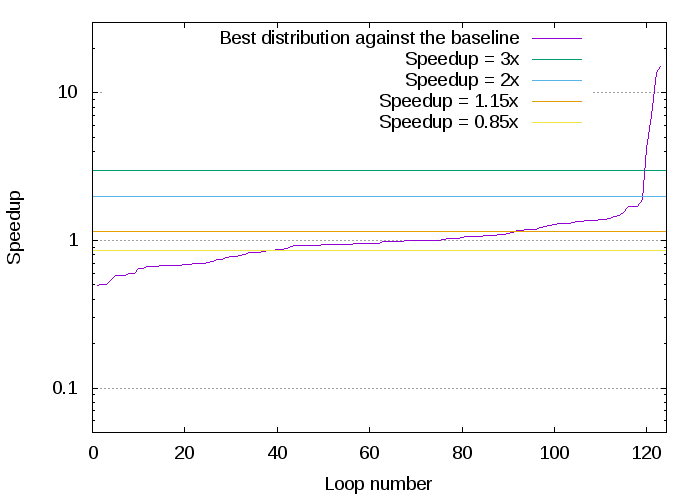 Best distribution against the baseline
Speedup = 3x
Speedup = 2x
Speedup = 1.15x
Speedup = 0.85x
10
1
0.1
Speedup
0 20 40 60 80 100 120
Loop number